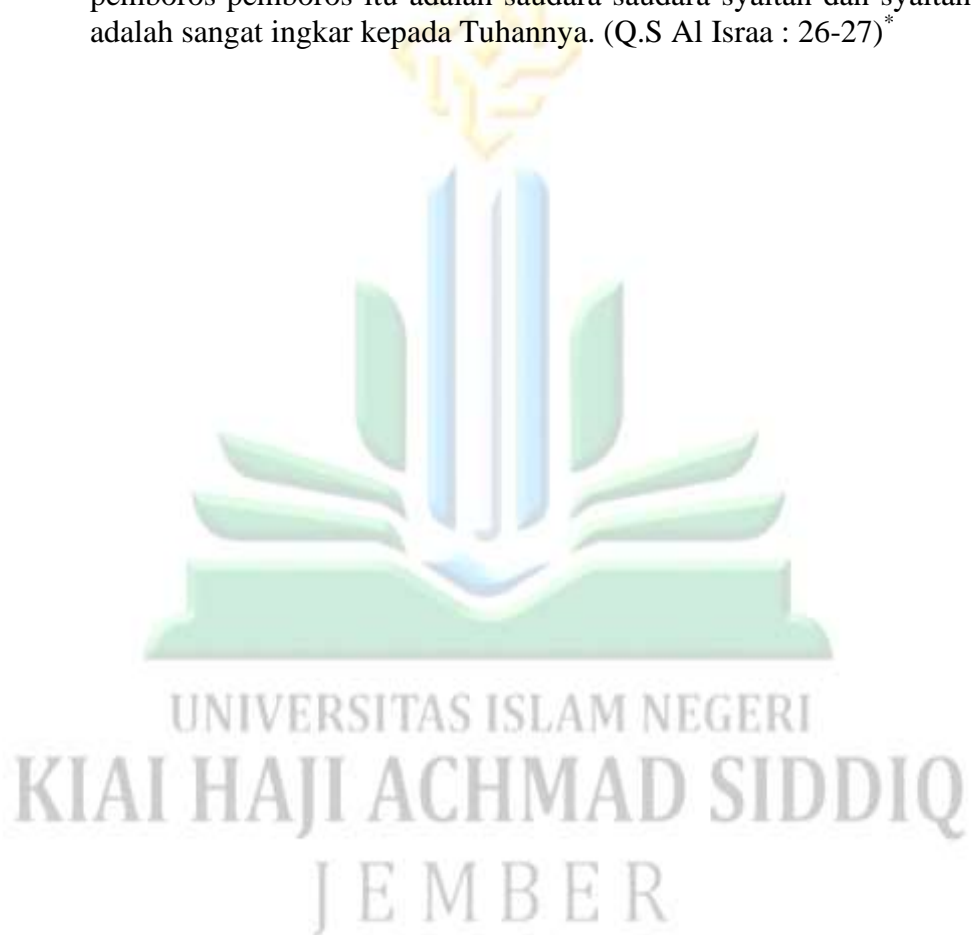 pemboros-pemboros itu adalah saudara-saudara syaitan dan syaitan
adalah sangat ingkar kepada Tuhannya. (Q.S Al Israa : 26-27)*
UNIVERSITAS ISLAM NEGERI
KIAI HAJI ACHMAD SIDDIQ
JEMBER